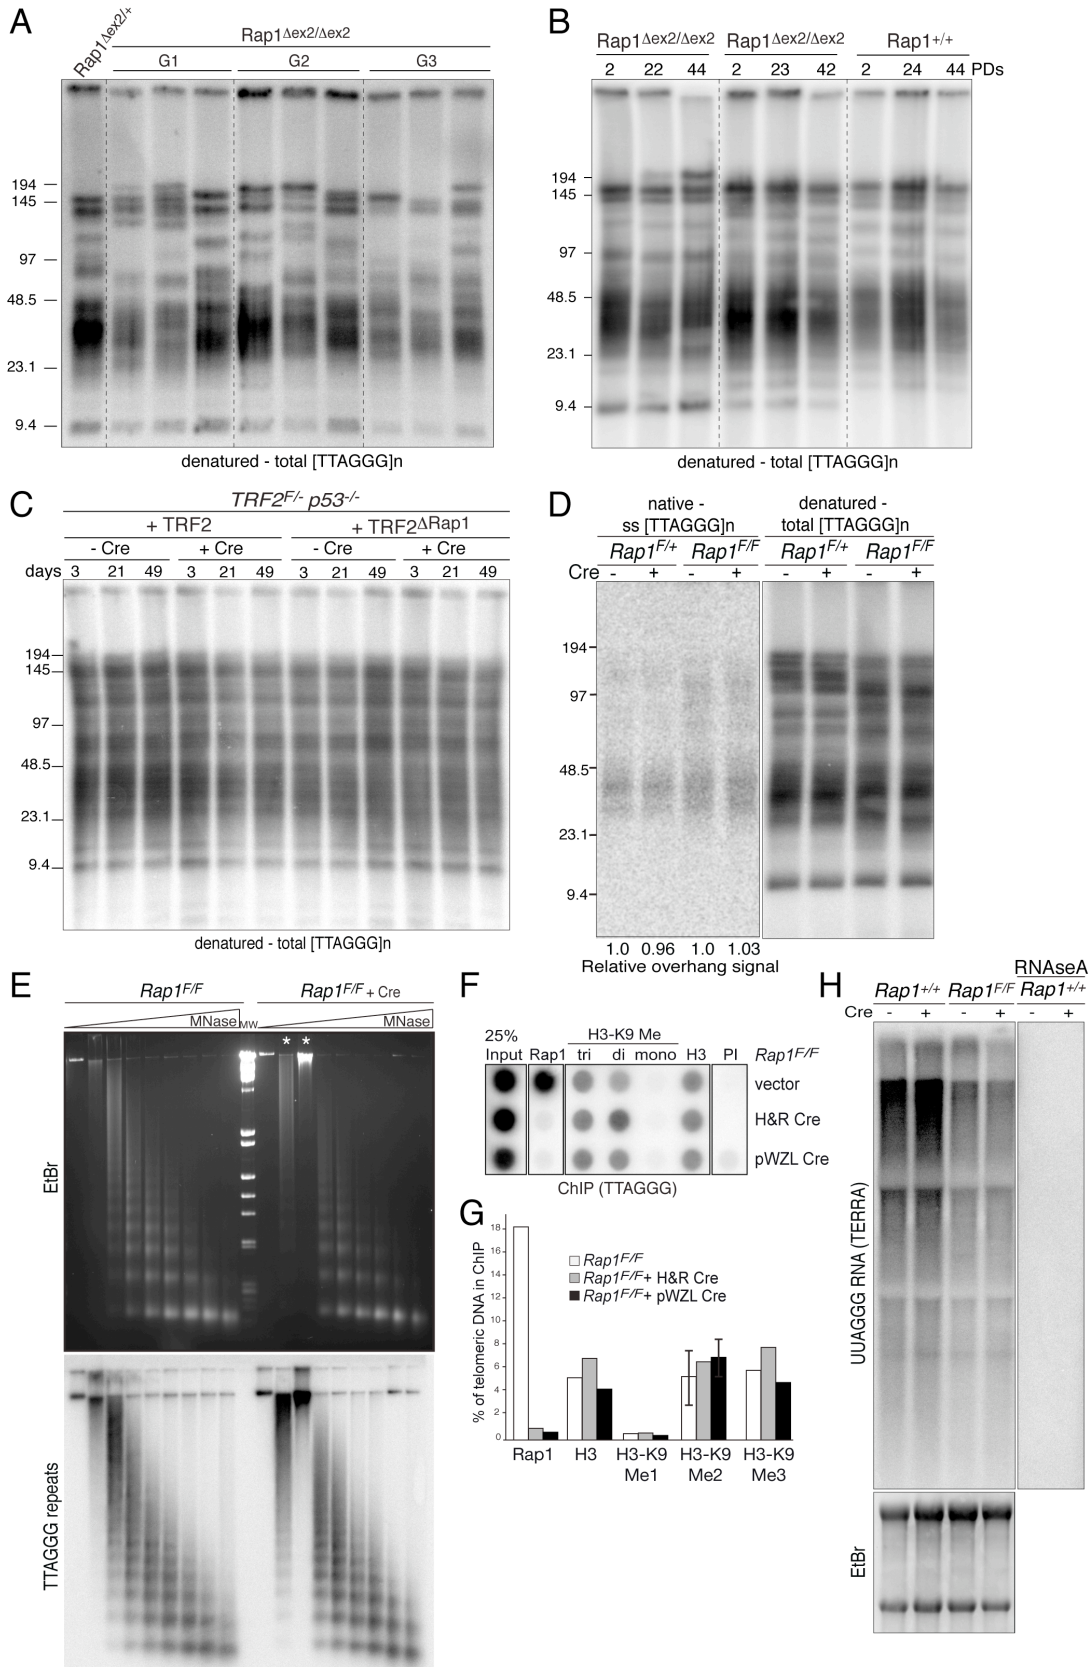 A
Rap1Δex2/+
Rap1Δex2/Δex2
G1 G2 G3
194
145
97
48.5
23.1
9.4
denatured - total [TTAGGG]n
B
Rap1Δex2/Δex2 Rap1Δex2/Δex2 Rap1+/+
2 22 44 2 23 42 2 24 44 PDs
194
145
97
48.5
23.1
9.4
denatured - total [TTAGGG]n
C
TRF2F/- p53-/-
+ TRF2 + TRF2ΔRap1
- Cre + Cre - Cre + Cre
days 3 21 49 3 21 49 3 21 49 3 21 49
194
145
97
48.5
23.1
9.4
denatured - total [TTAGGG]n
D
native - ss [TTAGGG]n
denatured - total [TTAGGG]n
Rap1F/+ Rap1F/F Rap1F/+ Rap1F/F
Cre - + - + - + - +
194
97
48.5
23.1
9.4
1.0 0.96 1.0 1.03
Relative overhang signal
E
Rap1F/F Rap1F/F + Cre
MNase MW MNase
* *
EtBr
TTAGGG repeats
F
25% H3-K9 Me
Input Rap1 tri di mono H3 PI Rap1F/F
vector
H&R Cre
pWZL Cre
ChIP (TTAGGG)
G
% of telomeric DNA in ChIP
18
16
14
12
10
8
6
4
2
0
Rap1F/F
Rap1F/F + H&R Cre
Rap1F/F + pWZL Cre
Rap1 H3 H3-K9 Me1 H3-K9 Me2 H3-K9 Me3
H
RNAseA
Rap1+/+ Rap1F/F Rap1+/+
Cre - + - + - +
UUAGGG RNA (TERRA)
EtBr